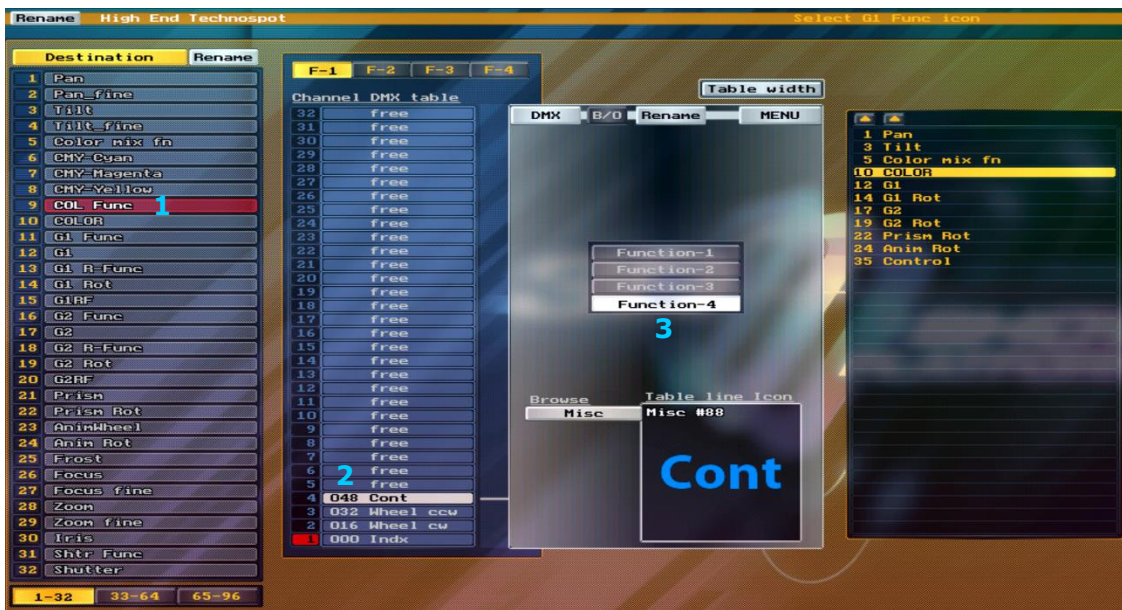 Rename High End Technospot Select G1 Func icon
Destination Rename
1 Pan
2 Pan_fine
3 Tilt
4 Tilt_fine
5 Color mix fn
6 CMY-Cyan
7 CMY-Magenta
8 CMY-Yellow
9 COL Func 1
10 COLOR
11 G1 Func
12 G1
13 G1 R-Func
14 G1 Rot
15 G1RF
16 G2 Func
17 G2
18 G2 R-Func
19 G2 Rot
20 G2RF
21 Prism
22 Prism Rot
23 AnimWheel
24 Anim Rot
25 Frost
26 Focus
27 Focus fine
28 Zoom
29 Zoom fine
30 Iris
31 Shtr Func
32 Shutter
1-32 33-64 65-96
F-1 F-2 F-3 F-4
Channel DMX table
32 free
31 free
30 free
29 free
28 free
27 free
26 free
25 free
24 free
23 free
22 free
21 free
20 free
19 free
18 free
17 free
16 free
15 free
14 free
13 free
12 free
11 free
10 free
9 free
8 free
7 free
6 2 free
5 free
4 048 Cont
3 032 Wheel ccw
2 016 Wheel cw
1 000 Indx
Table width
DMX B/O Rename MENU
Function-1
Function-2
Function-3
Function-4
3
Browse Table line Icon
Misc Misc #88
Cont
1 Pan
3 Tilt
5 Color mix fn
10 COLOR
12 G1
14 G1 Rot
17 G2
19 G2 Rot
22 Prism Rot
24 Anim Rot
35 Control